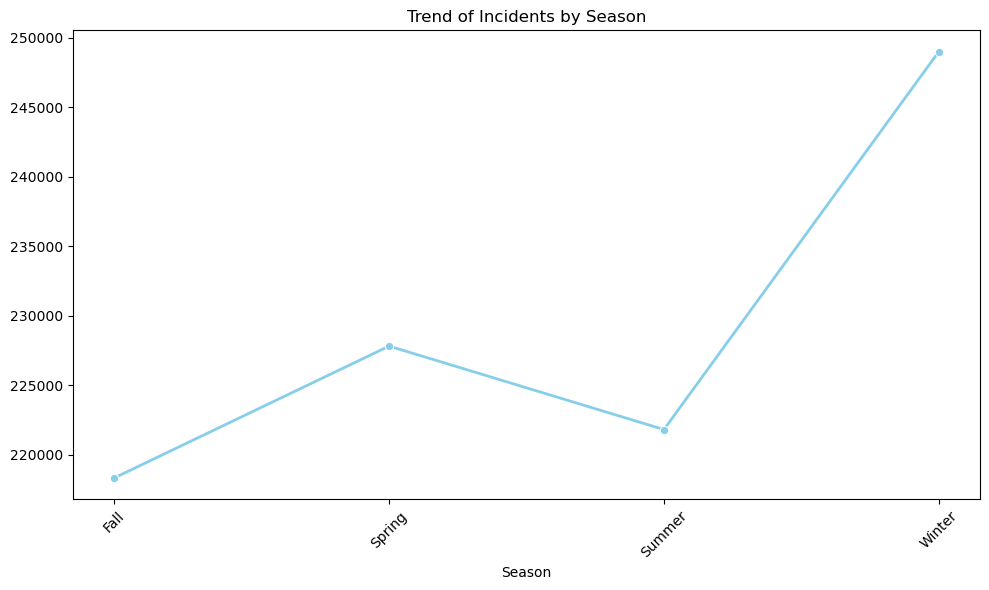 Trend of Incidents by Season
250000
245000
240000
235000
230000
225000
220000
Fall
Spring
Summer
Winter
Season